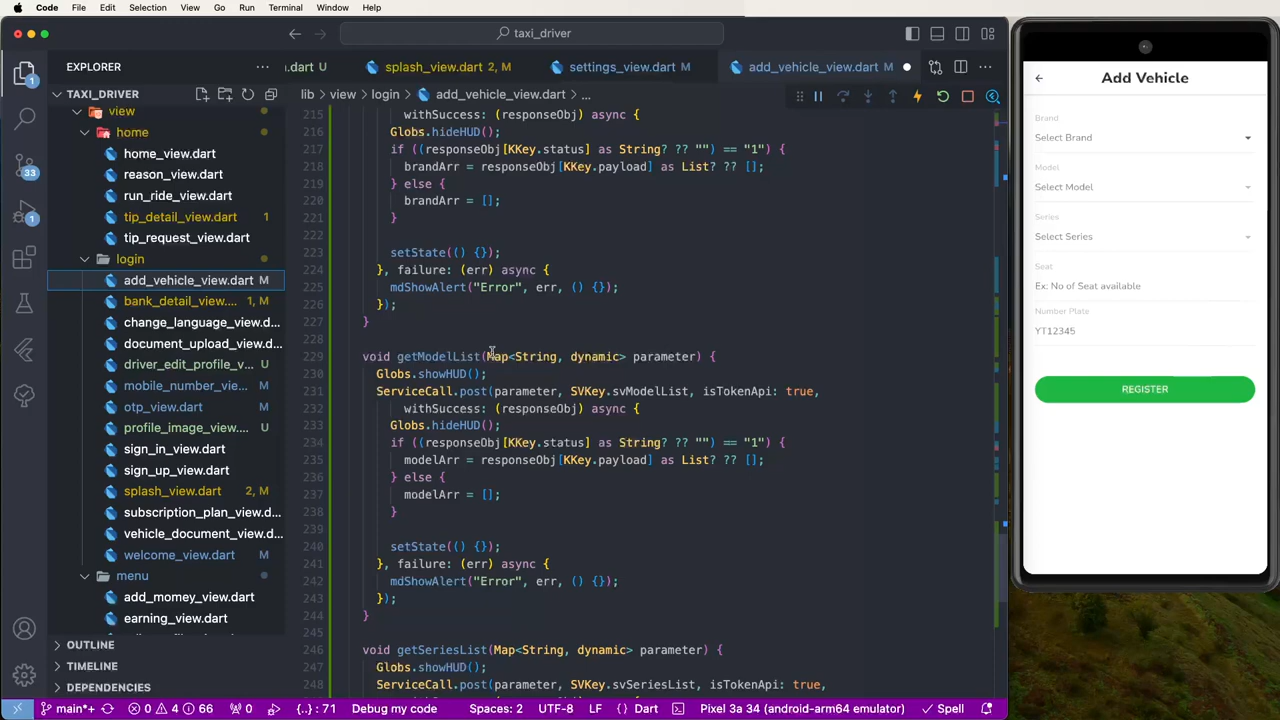 Code File Edit Selection View Go Run Terminal Window Help
taxi_driver
EXPLORER
.dart U
splash_view.dart 2, M
settings_view.dart M
add_vehicle_view.dart M
TAXI_DRIVER
lib > view > login > add_vehicle_view.dart > ...
view
home
home_view.dart
reason_view.dart
run_ride_view.dart
tip_detail_view.dart 1
tip_request_view.dart
login
add_vehicle_view.dart M
bank_detail_view.... 1, M
change_language_view.d...
document_upload_view.d...
driver_edit_profile_v... M
mobile_number_vie... M
otp_view.dart M
profile_image_view.... U
sign_in_view.dart
sign_up_view.dart
splash_view.dart 2, M
subscription_plan_view.d...
vehicle_document_view.d...
welcome_view.dart M
menu
add_momey_view.dart
earning_view.dart
OUTLINE
TIMELINE
DEPENDENCIES
1
33
1
215 withSuccess: (responseObj) async {
216 Globs.hideHUD();
217 if ((responseObj[KKey.status] as String? ?? "") == "1") {
218 brandArr = responseObj[KKey.payload] as List? ?? [];
219 } else {
220 brandArr = [];
221 }
222
223 setState(() {});
224 }, failure: (err) async {
225 mdShowAlert("Error", err, () {});
226 });
227 }
228
229 void getModelList(Map<String, dynamic> parameter) {
230 Globs.showHUD();
231 ServiceCall.post(parameter, SVKey.svModelList, isTokenApi: true,
232 withSuccess: (responseObj) async {
233 Globs.hideHUD();
234 if ((responseObj[KKey.status] as String? ?? "") == "1") {
235 modelArr = responseObj[KKey.payload] as List? ?? [];
236 } else {
237 modelArr = [];
238 }
239
240 setState(() {});
241 }, failure: (err) async {
242 mdShowAlert("Error", err, () {});
243 });
244 }
245
246 void getSeriesList(Map<String, dynamic> parameter) {
247 Globs.showHUD();
248 ServiceCall.post(parameter, SVKey.svSeriesList, isTokenApi: true,
main*+ 0 4 66 0 {..} : 71 Debug my code Spaces: 2 UTF-8 LF {} Dart Pixel 3a 34 (android-arm64 emulator) Spell
Add Vehicle
Brand
Select Brand
Model
Select Model
Series
Select Series
Seat
Ex: No of Seat available
Number Plate
YT12345
REGISTER